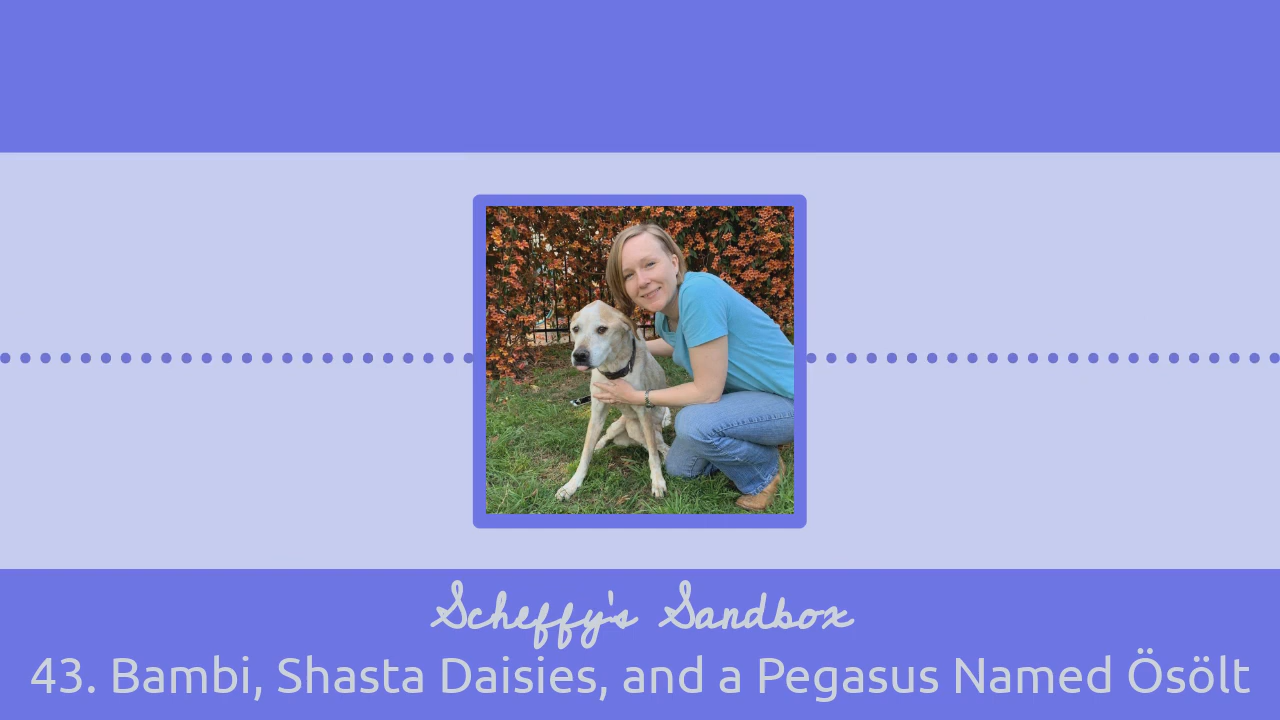 Scheffy's Sandbox
43. Bambi, Shasta Daisies, and a Pegasus Named Ösölt